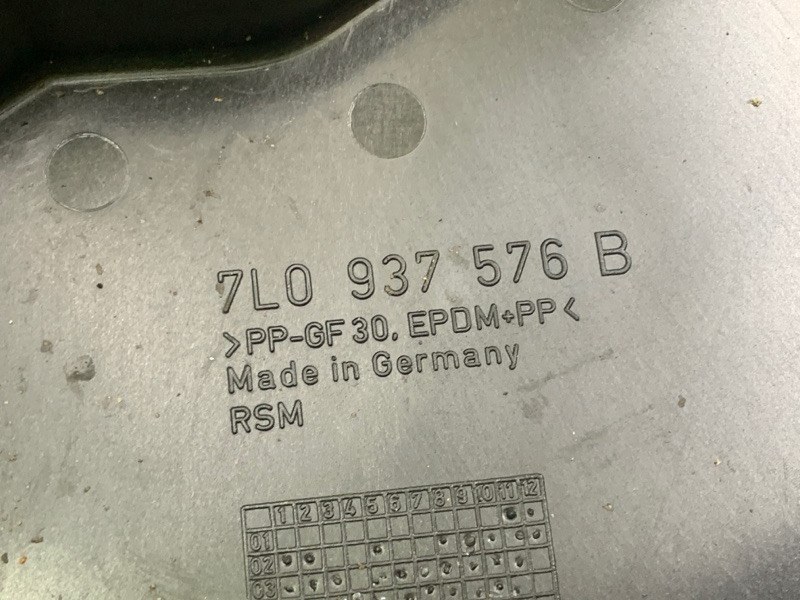 7L0 937 576 B
>PP-GF 30, EPDM+PP<
Made in Germany
RSM
1 2 3 4 5 6 7 8 9 10 11 12
01
02
03